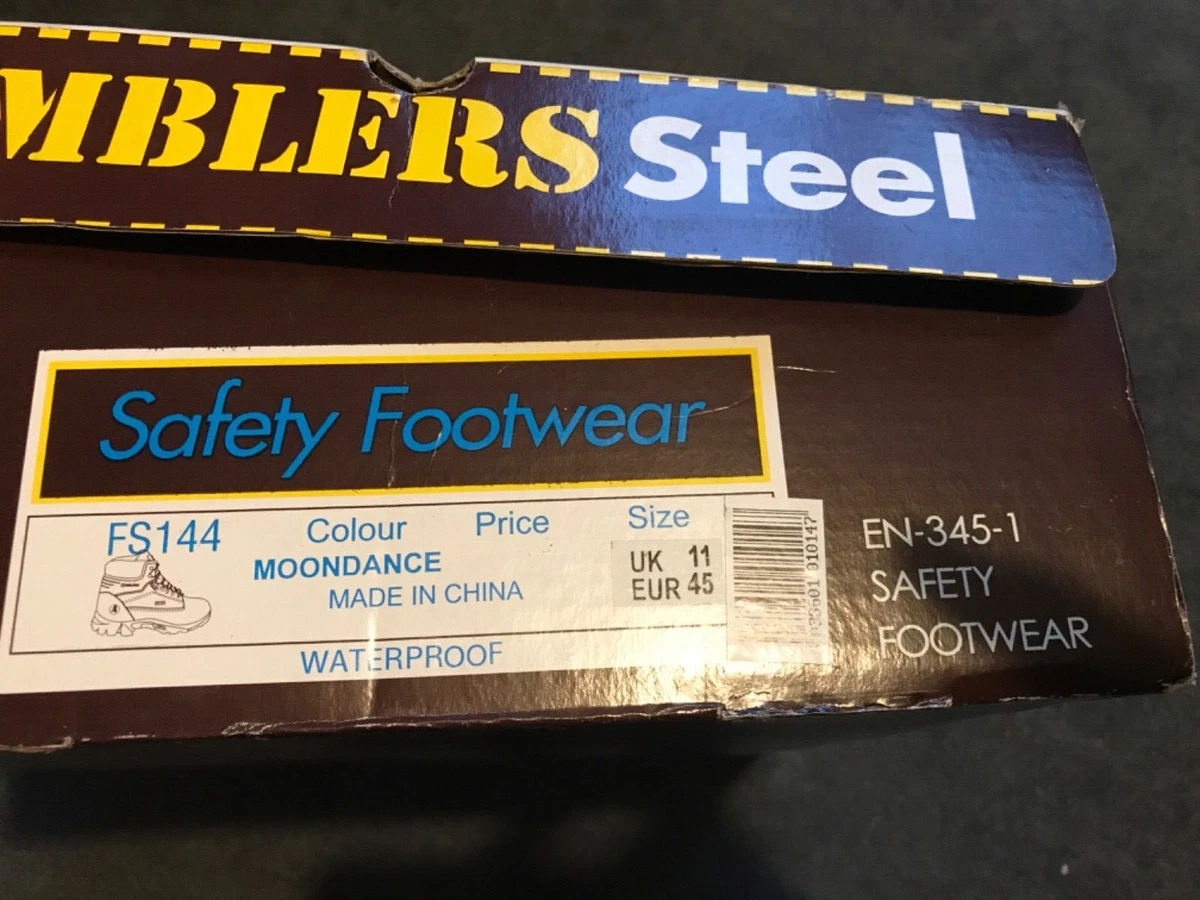 MBLERS Steel
Safety Footwear
FS144 Colour Price Size
MOONDANCE
MADE IN CHINA
UK 11
EUR 45
WATERPROOF
EN-345-1
SAFETY
FOOTWEAR